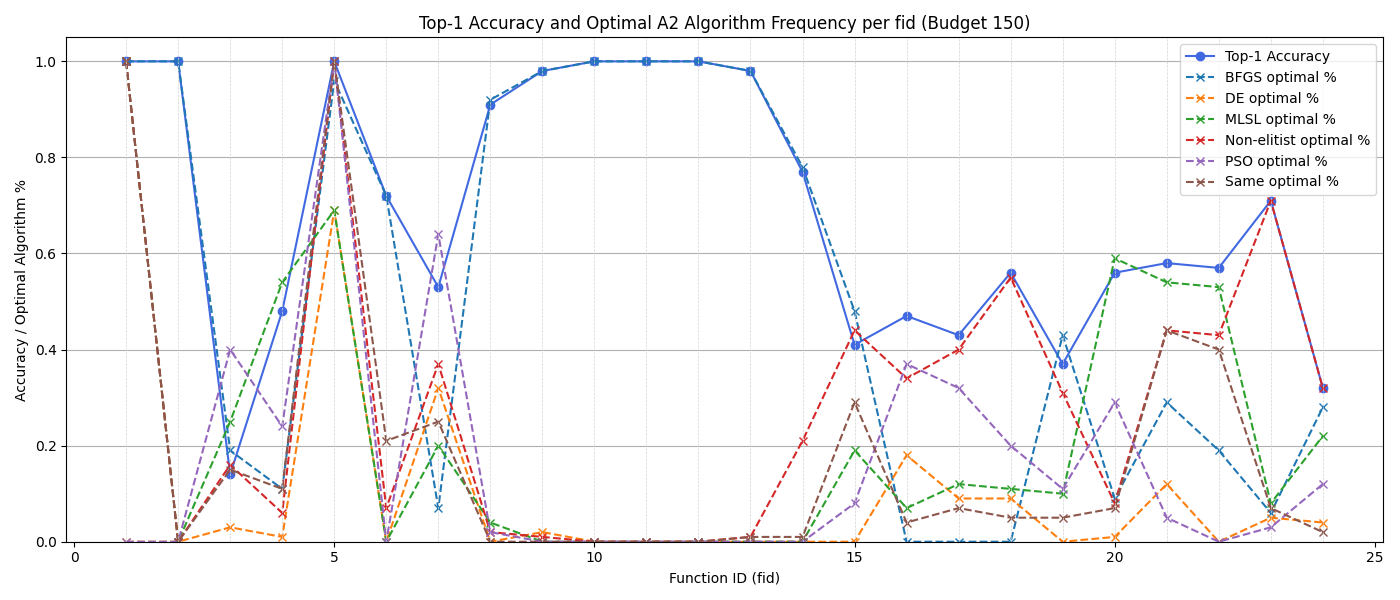 Top-1 Accuracy and Optimal A2 Algorithm Frequency per fid (Budget 150)
Accuracy / Optimal Algorithm %
1.0
0.8
0.6
0.4
0.2
0.0
Top-1 Accuracy
BFGS optimal %
DE optimal %
MLSL optimal %
Non-elitist optimal %
PSO optimal %
Same optimal %
0
5
10
15
20
25
Function ID (fid)